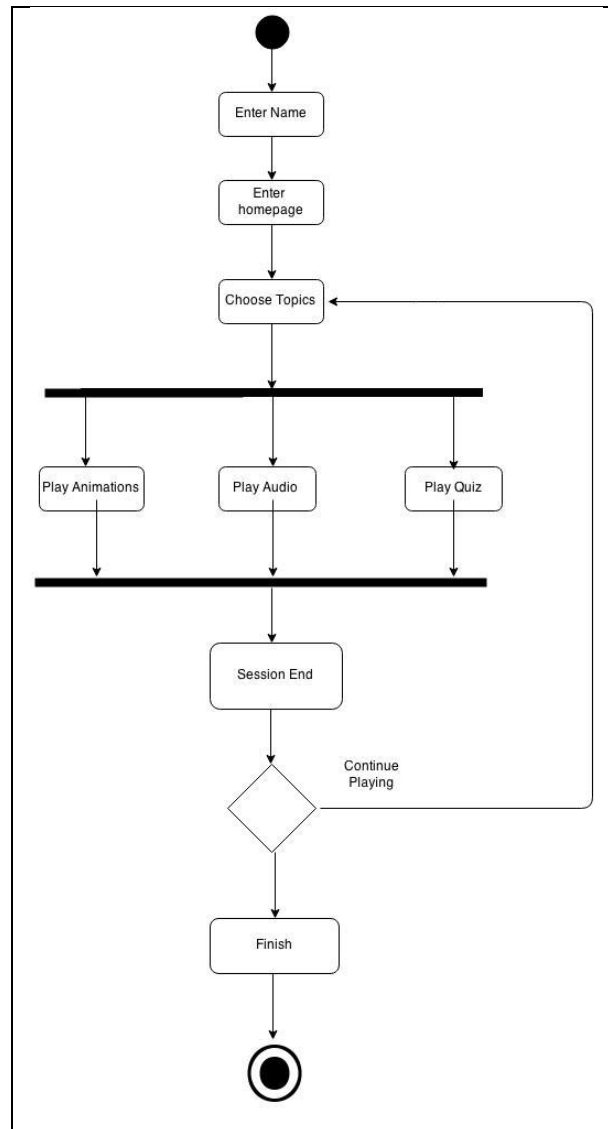 Enter Name
Enter
homepage
Choose Topics
Play Animations
Play Audio
Play Quiz
Session End
Continue
Playing
Finish